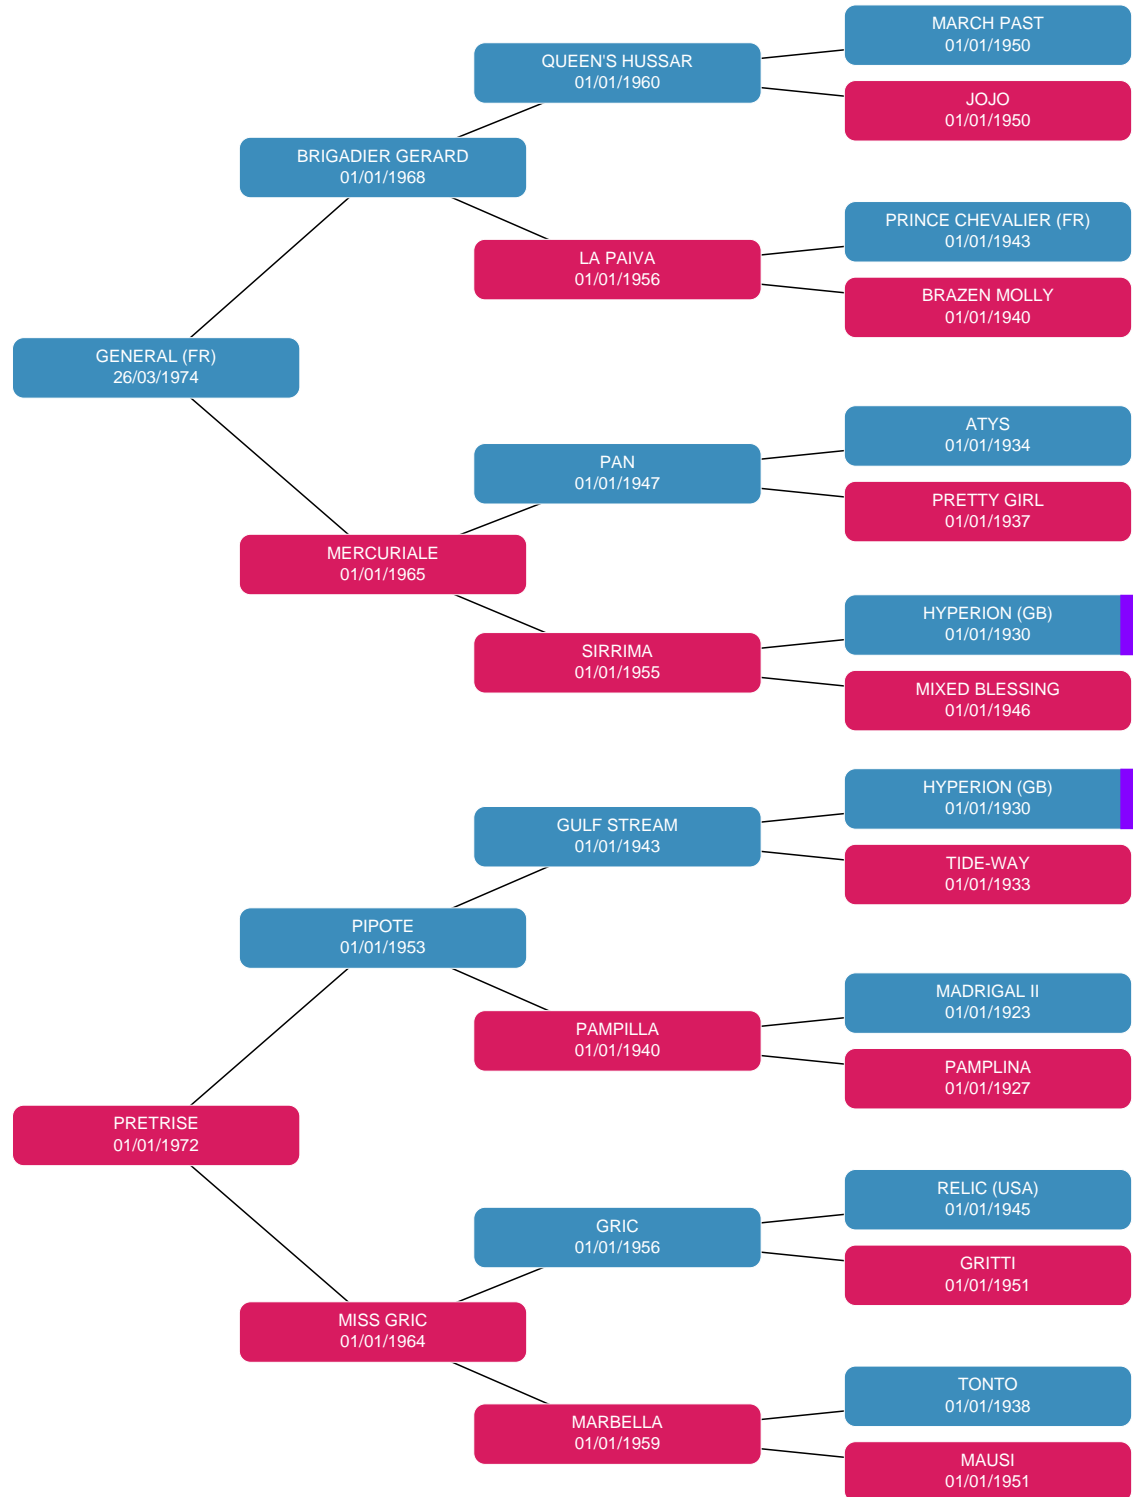 MARCH PAST
01/01/1950
QUEEN'S HUSSAR
01/01/1960
JOJO
01/01/1950
BRIGADIER GERARD
01/01/1968
PRINCE CHEVALIER (FR)
01/01/1943
LA PAIVA
01/01/1956
BRAZEN MOLLY
01/01/1940
GENERAL (FR)
26/03/1974
ATYS
01/01/1934
PAN
01/01/1947
PRETTY GIRL
01/01/1937
MERCURIALE
01/01/1965
HYPERION (GB)
01/01/1930
SIRRIMA
01/01/1955
MIXED BLESSING
01/01/1946
HYPERION (GB)
01/01/1930
GULF STREAM
01/01/1943
TIDE-WAY
01/01/1933
PIPOTE
01/01/1953
MADRIGAL II
01/01/1923
PAMPILLA
01/01/1940
PAMPLINA
01/01/1927
PRETRISE
01/01/1972
RELIC (USA)
01/01/1945
GRIC
01/01/1956
GRITTI
01/01/1951
MISS GRIC
01/01/1964
TONTO
01/01/1938
MARBELLA
01/01/1959
MAUSI
01/01/1951